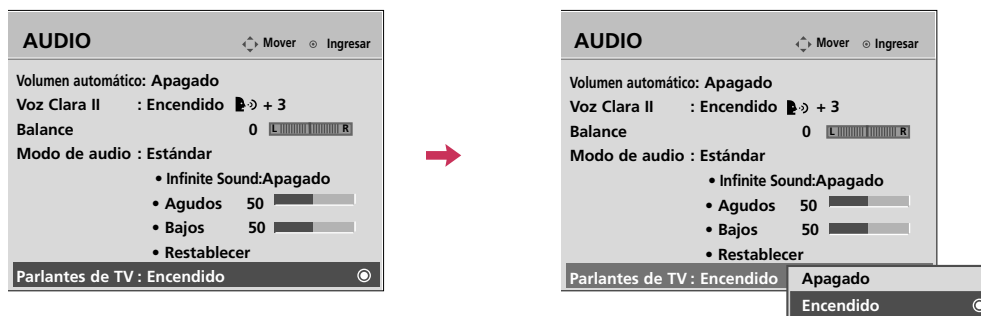 AUDIO
Mover
Ingresar
Volumen automático: Apagado
Voz Clara II : Encendido + 3
Balance 0 L R
Modo de audio : Estándar
• Infinite Sound:Apagado
• Agudos 50
• Bajos 50
• Restablecer
Parlantes de TV : Encendido
AUDIO
Mover
Ingresar
Volumen automático: Apagado
Voz Clara II : Encendido + 3
Balance 0 L R
Modo de audio : Estándar
• Infinite Sound:Apagado
• Agudos 50
• Bajos 50
• Restablecer
Parlantes de TV : Encendido
Apagado
Encendido